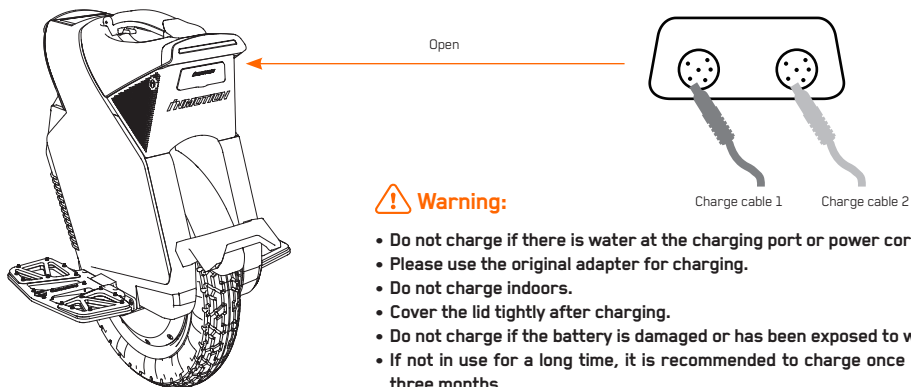 Open
INMOTION
Charge cable 1
Charge cable 2
Warning:
• Do not charge if there is water at the charging port or power
• Please use the original adapter for charging.
• Do not charge indoors.
• Cover the lid tightly after charging.
• Do not charge if the battery is damaged or has been exposed to
• If not in use for a long time, it is recommended to charge once
three months.